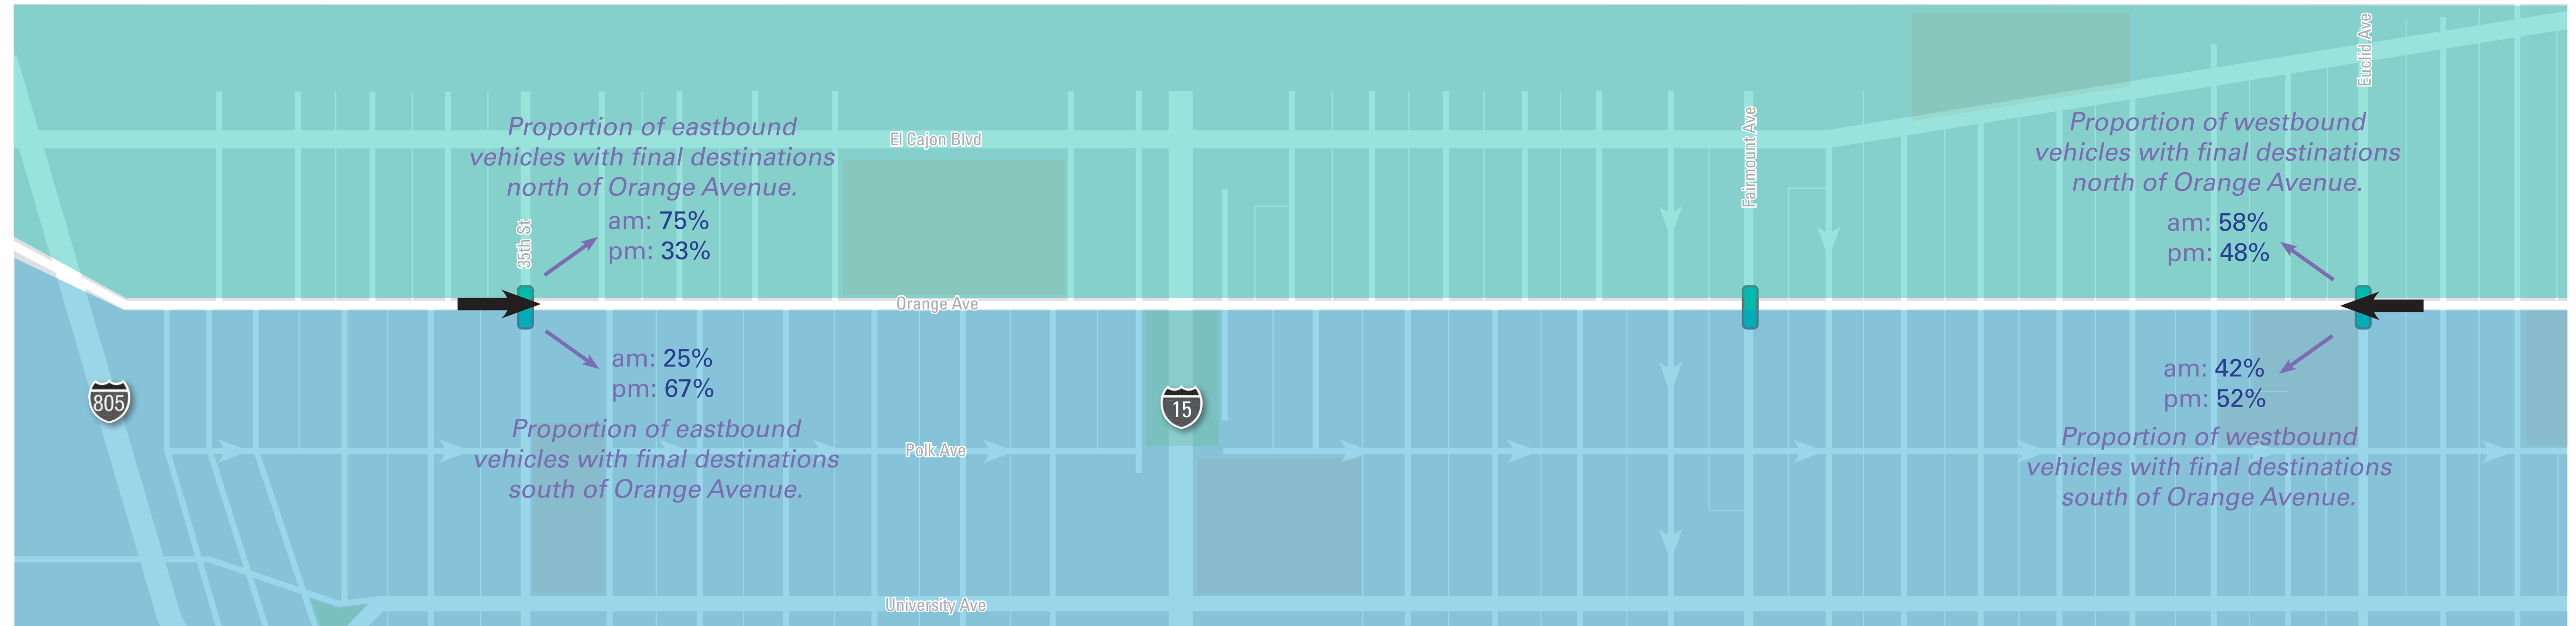 Proportion of eastbound
vehicles with final destinations
north of Orange Avenue.
am: 75%
pm: 33%
35th St
El Cajon Blvd
Fairmount Ave
Euclid Ave
Proportion of westbound
vehicles with final destinations
north of Orange Avenue.
am: 58%
pm: 48%
Orange Ave
am: 25%
pm: 67%
Proportion of eastbound
vehicles with final destinations
south of Orange Avenue.
805
15
Polk Ave
University Ave
am: 42%
pm: 52%
Proportion of westbound
vehicles with final destinations
south of Orange Avenue.